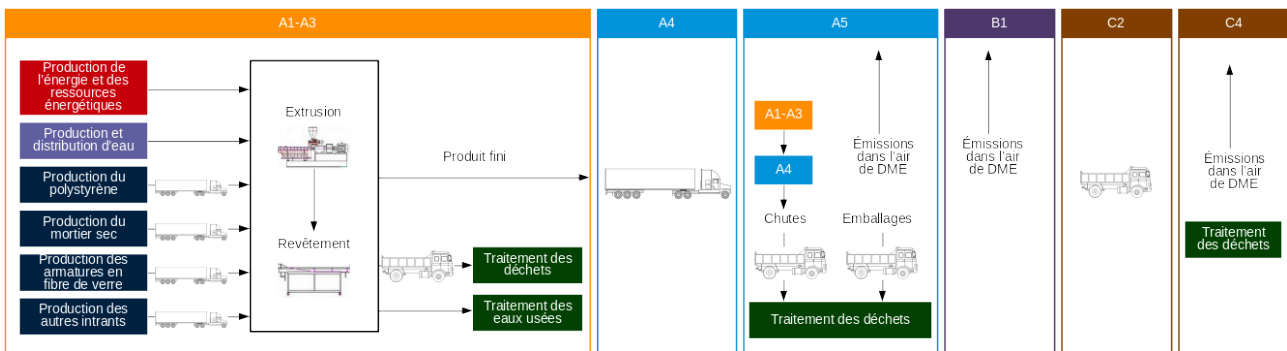 A1-A3
Production de
l'énergie et des
ressources
énergétiques
Production et
distribution d'eau
Production du
polystyrène
Production du
mortier sec
Production des
armatures en
fibre de verre
Production des
autres intrants
Extrusion
Revêtement
Produit fini
Traitement des
déchets
Traitement des
eaux usées
A4
A5
A1-A3
A4
Chutes
Émissions
dans l'air
de DME
Emballages
Traitement des déchets
B1
Émissions
dans l'air
de DME
C2
C4
Émissions
dans l'air
de DME
Traitement
des déchets